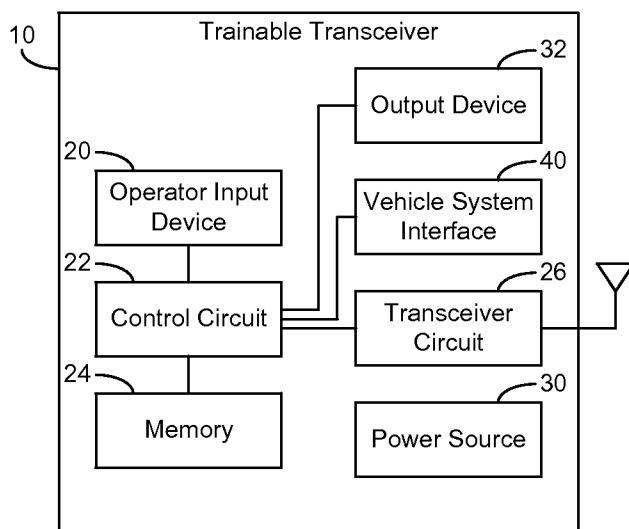 10
Trainable Transceiver
32
Output Device
20
Operator Input
Device
40
Vehicle System
Interface
22
Control Circuit
26
Transceiver
Circuit
24
Memory
30
Power Source